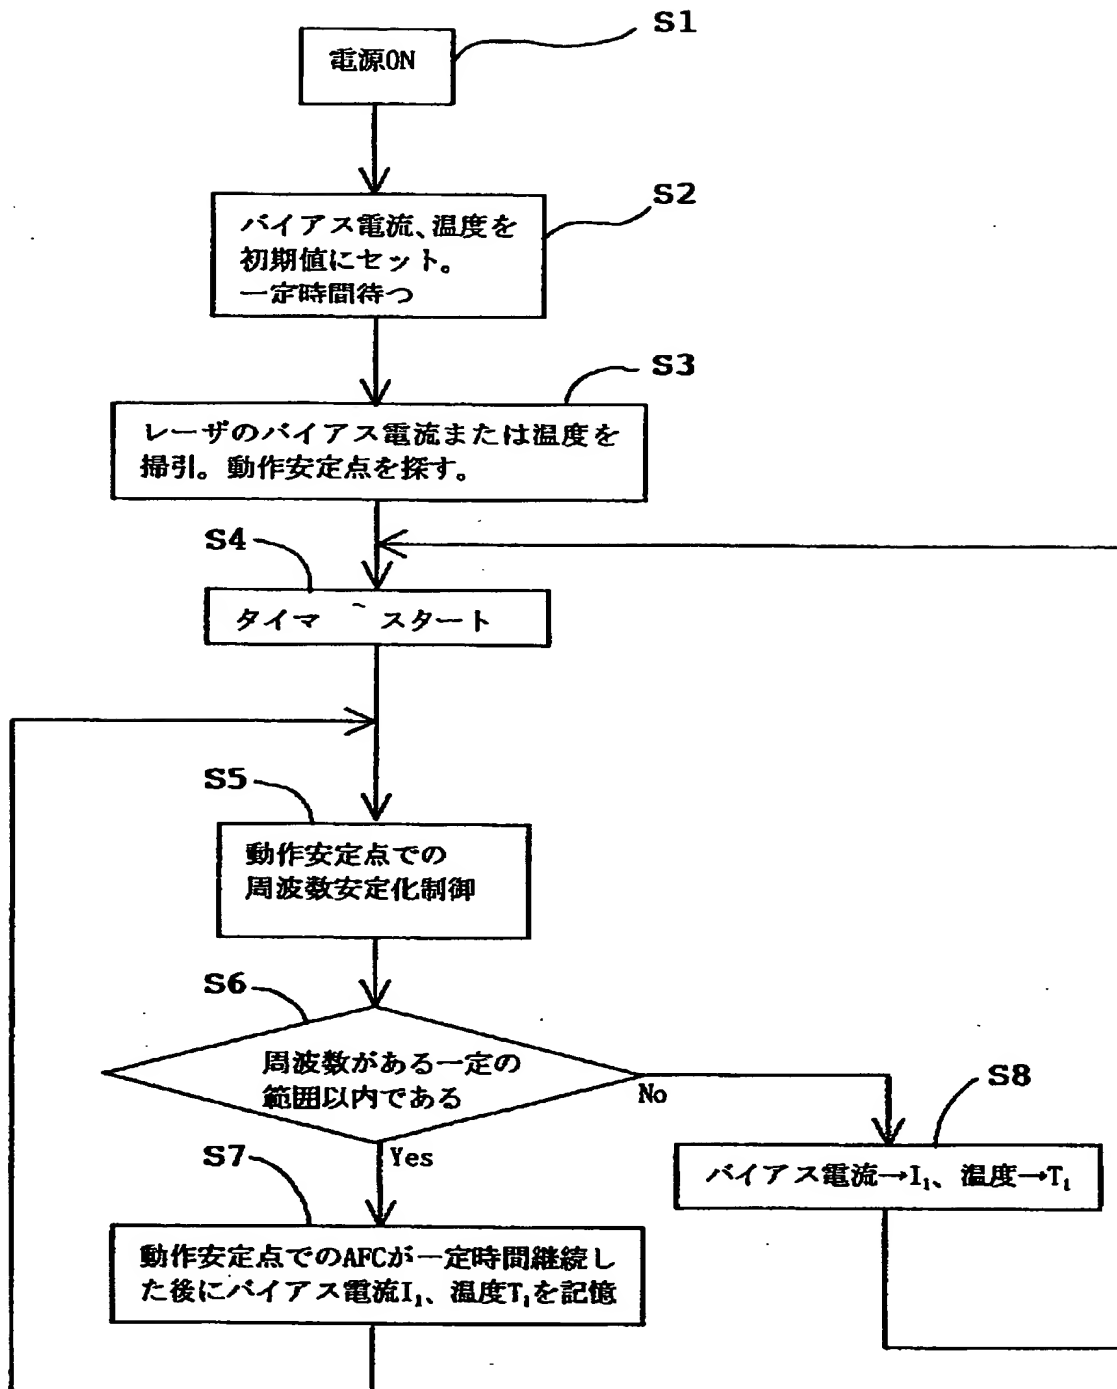 S1
電源ON
S2
バイアス電流、温度を
初期値にセット。
一定時間待つ
S3
レーザのバイアス電流または温度を
掃引。動作安定点を探す。
S4
タイマ スタート
S5
動作安定点での
周波数安定化制御
S6
周波数がある一定の
範囲以内である
No
Yes
S8
バイアス電流→I₁、温度→T₁
S7
動作安定点でのAFCが一定時間継続し
た後にバイアス電流I₁、温度T₁を記憶